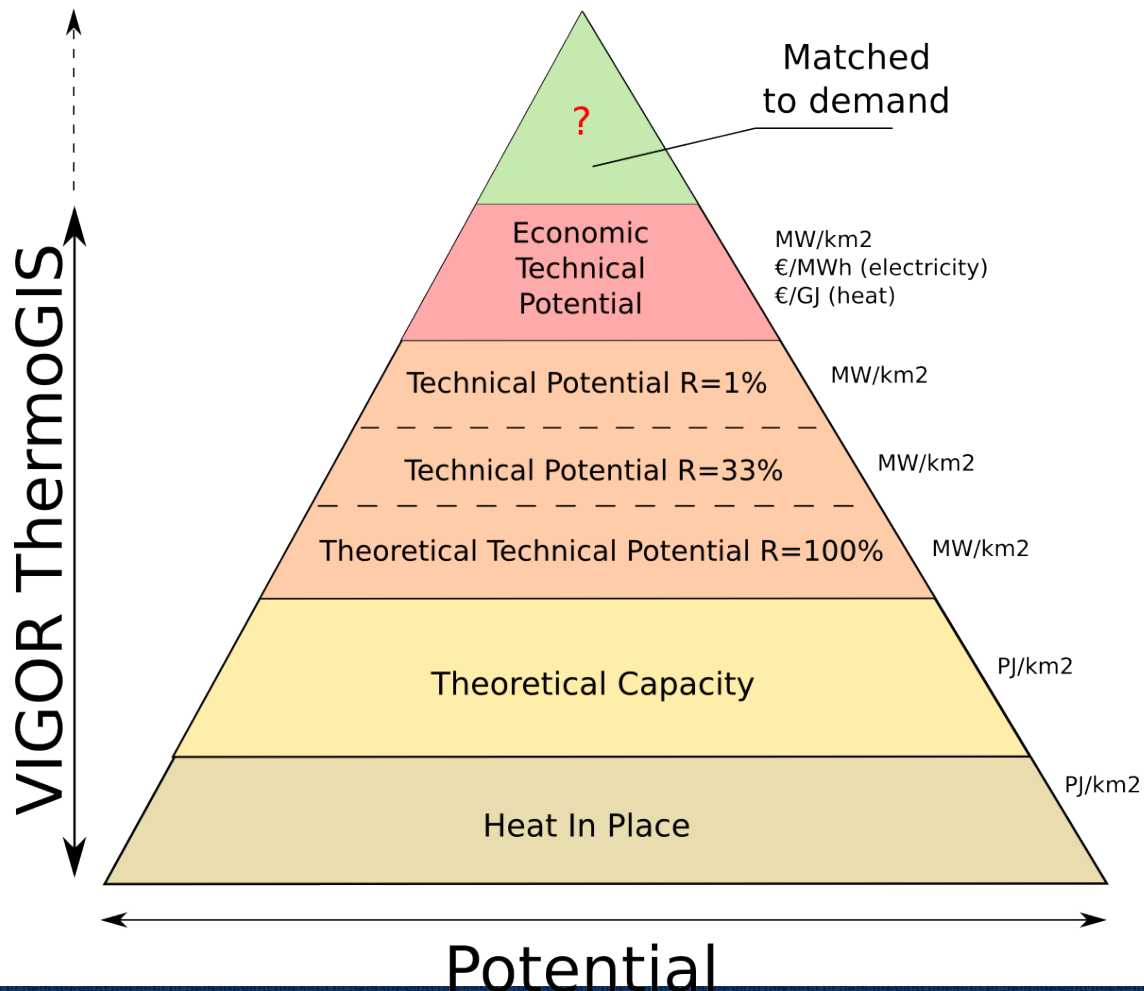 Matched
to demand
?
Economic
Technical
Potential
MW/km2
€/MWh (electricity)
€/GJ (heat)
Technical Potential R=1%
MW/km2
Technical Potential R=33%
MW/km2
Theoretical Technical Potential R=100%
MW/km2
Theoretical Capacity
PJ/km2
Heat In Place
PJ/km2
VIGOR ThermoGIS
Potential